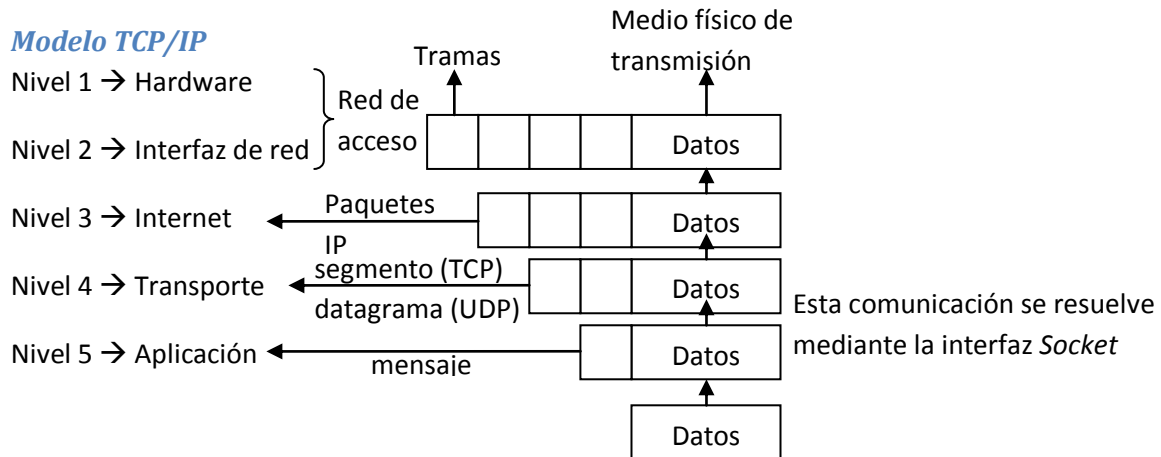 Modelo TCP/IP
Nivel 1 → Hardware
Nivel 2 → Interfaz de red
Red de
acceso
Tramas
Medio físico de
transmisión
Datos
Nivel 3 → Internet
Paquetes
IP
Datos
Nivel 4 → Transporte
segmento (TCP)
datagrama (UDP)
Datos
Esta comunicación se resuelve
mediante la interfaz Socket
Nivel 5 → Aplicación
mensaje
Datos
Datos